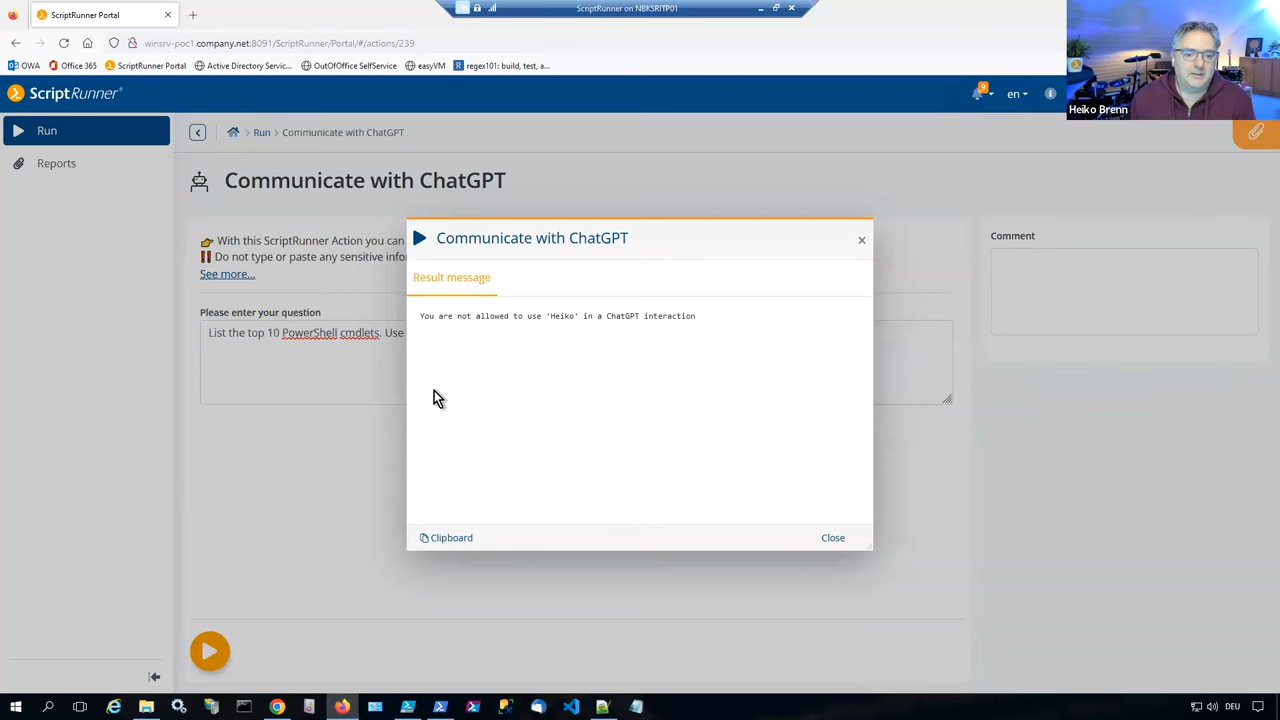 ScriptRunner Portal
ScriptRunner on NBKSRITP01
winsrv-poc1.company.net:8091/ScriptRunner/Portal/#/actions/239
OWA Office 365 ScriptRunner Portal Active Directory Servic... OutOfOffice SelfService easyVM regex101: build, test, a...
ScriptRunner®
9
en
Heiko Brenn
Run
Reports
Run > Communicate with ChatGPT
Communicate with ChatGPT
👉 With this ScriptRunner Action you can
‼ Do not type or paste any sensitive infor
See more...
Please enter your question
List the top 10 PowerShell cmdlets. Use
Communicate with ChatGPT
Result message
You are not allowed to use 'Heiko' in a ChatGPT interaction
Clipboard
Close
Comment
DEU